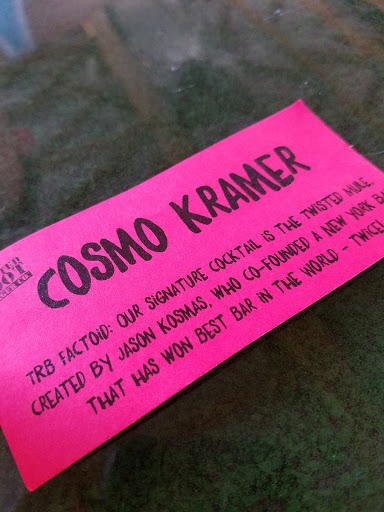 COSMO KRAMER
TRB FACTOID: OUR SIGNATURE COCKTAIL IS THE TWISTED MULE.
CREATED BY JASON KOSMAS, WHO CO-FOUNDED A NEW YORK BA
THAT HAS WON BEST BAR IN THE WORLD - TWICE!